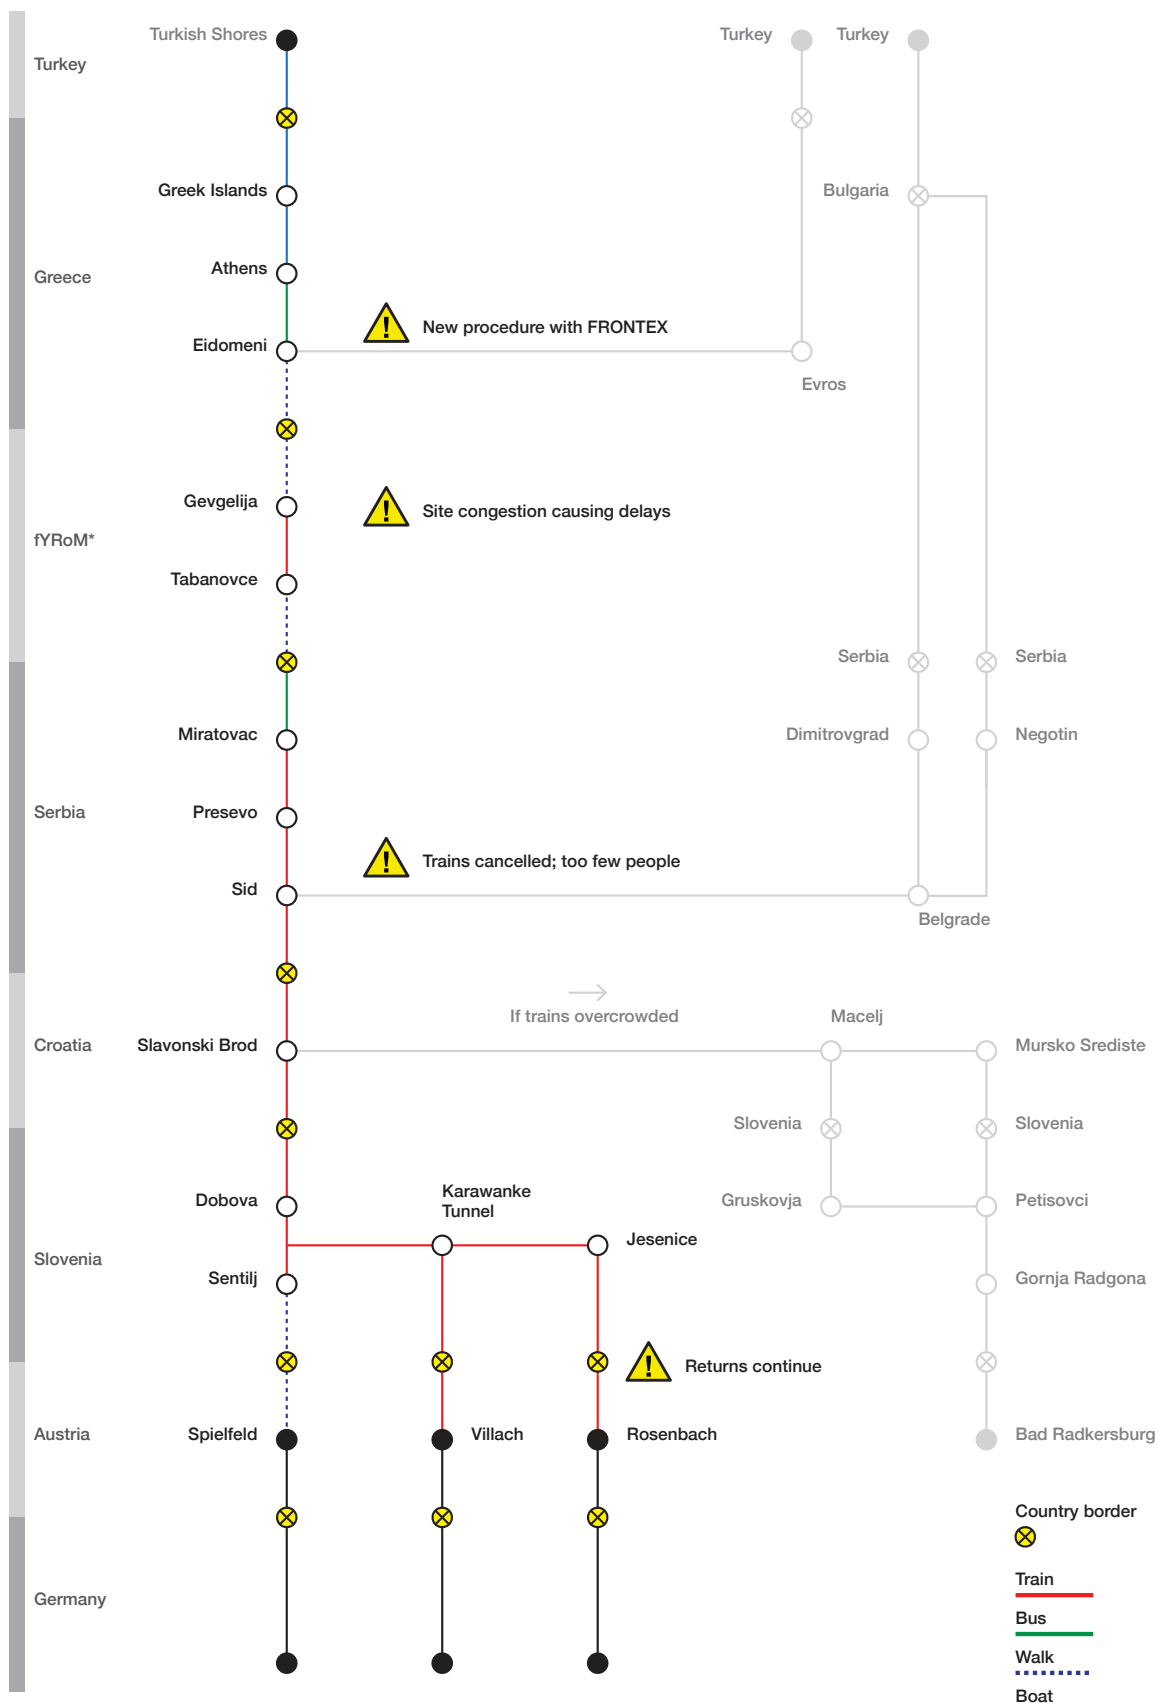 Turkish Shores
Turkey
Turkey
Turkey
Greek Islands
Bulgaria
Athens
Greece
New procedure with FRONTEX
Eidomeni
Evros
Gevgelija
Site congestion causing delays
fYRoM*
Tabanovce
Serbia
Serbia
Miratovac
Dimitrovgrad
Negotin
Serbia
Presevo
Trains cancelled; too few people
Sid
Belgrade
If trains overcrowded
Macelj
Croatia
Slavonski Brod
Mursko Srediste
Slovenia
Slovenia
Karawanke
Tunnel
Dobova
Gruskovja
Petisovci
Jesenice
Slovenia
Sentilj
Gornja Radgona
Returns continue
Austria
Spielfeld
Villach
Rosenbach
Bad Radkersburg
Country border
Train
Germany
Bus
Walk
Boat